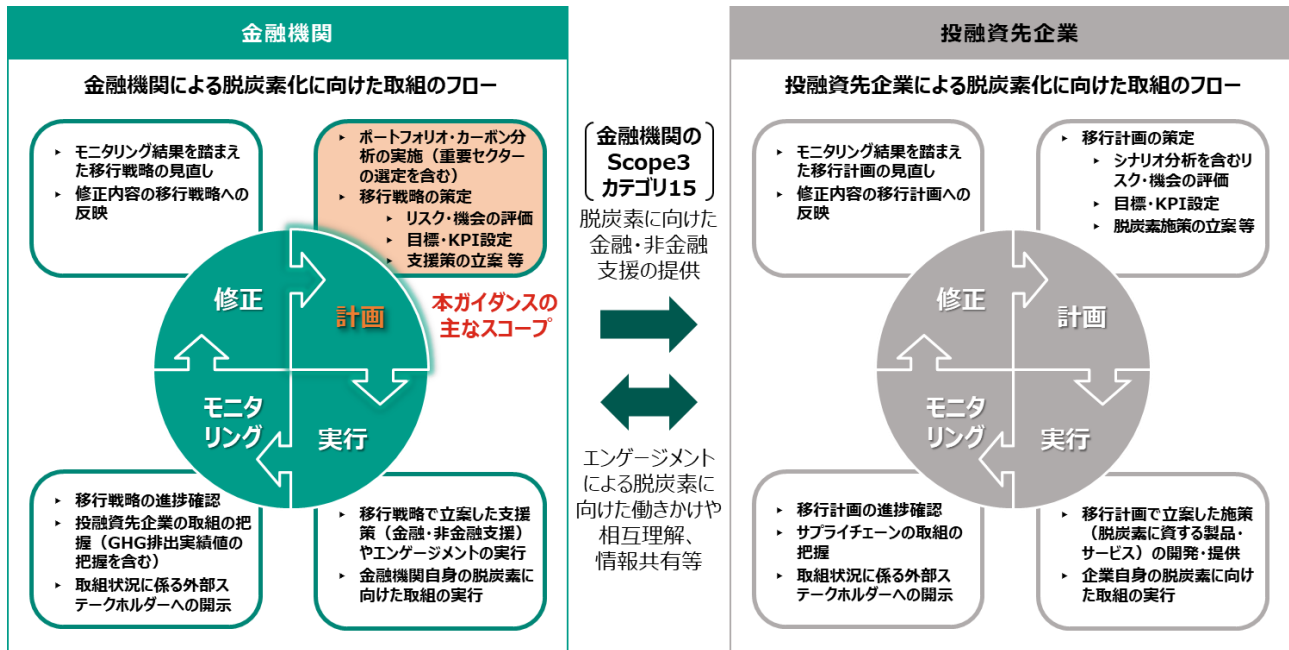 金融機関
金融機関による脱炭素化に向けた取組のフロー
▸ モニタリング結果を踏まえ
た移行戦略の見直し
▸ 修正内容の移行戦略への
反映
▸ ポートフォリオ・カーボン分
析の実施（重要セクター
の選定を含む）
▸ 移行戦略の策定
▸ リスク・機会の評価
▸ 目標・KPI設定
▸ 支援策の立案 等
修正
計画
モニタ
リング
実行
本ガイダンスの
主なスコープ
▸ 移行戦略の進捗確認
▸ 投融資先企業の取組の把
握（GHG排出実績値の
把握を含む）
▸ 取組状況に係る外部ス
テークホルダーへの開示
▸ 移行戦略で立案した支援
策（金融・非金融支援）
やエンゲージメントの実行
▸ 金融機関自身の脱炭素に
向けた取組の実行
金融機関の
Scope3
カテゴリ15
脱炭素に向けた
金融・非金融
支援の提供
エンゲージメント
による脱炭素に
向けた働きかけや
相互理解、
情報共有等
投融資先企業
投融資先企業による脱炭素化に向けた取組のフロー
▸ モニタリング結果を踏まえ
た移行計画の見直し
▸ 修正内容の移行計画への
反映
▸ 移行計画の策定
▸ シナリオ分析を含むリ
スク・機会の評価
▸ 目標・KPI設定
▸ 脱炭素施策の立案 等
修正
計画
モニタ
リング
実行
▸ 移行計画の進捗確認
▸ サプライチェーンの取組の
把握
▸ 取組状況に係る外部ス
テークホルダーへの開示
▸ 移行計画で立案した施策
（脱炭素に資する製品・
サービス）の開発・提供
▸ 企業自身の脱炭素に向け
た取組の実行